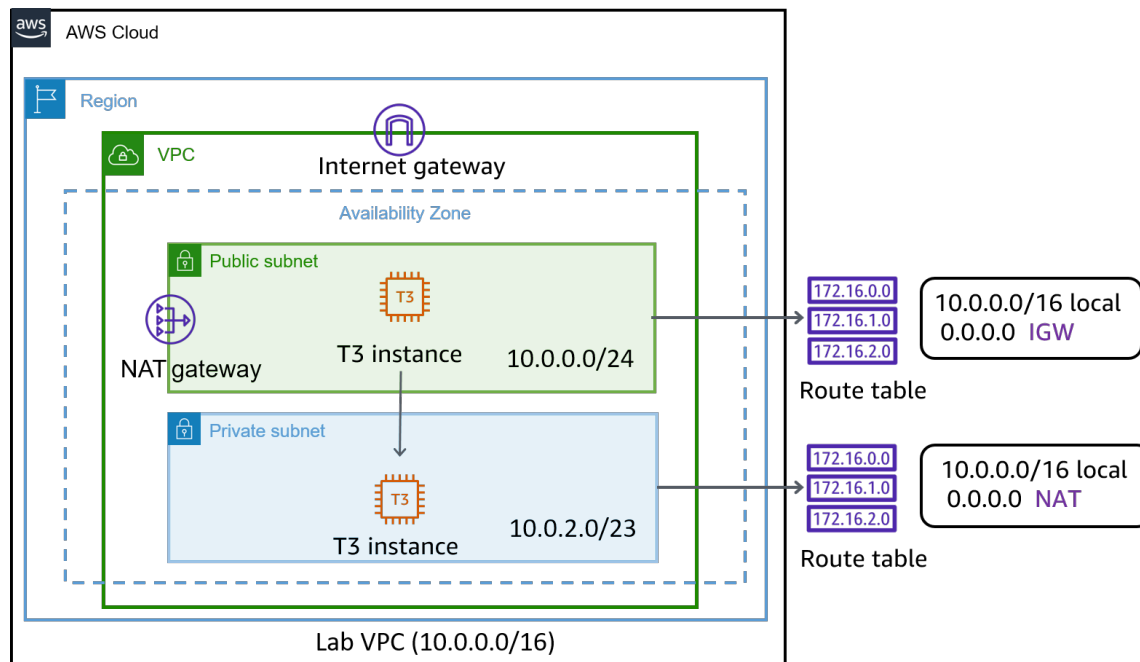 aws
AWS Cloud
Region
VPC
Internet gateway
Availability Zone
Public subnet
T3
T3 instance
10.0.0.0/24
NAT gateway
Private subnet
T3
T3 instance
10.0.2.0/23
Lab VPC (10.0.0.0/16)
172.16.0.0
172.16.1.0
172.16.2.0
Route table
10.0.0.0/16 local
0.0.0.0 IGW
172.16.0.0
172.16.1.0
172.16.2.0
Route table
10.0.0.0/16 local
0.0.0.0 NAT